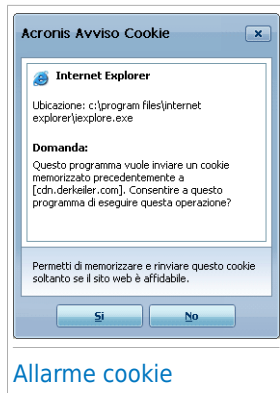 Acronis Avviso Cookie
Internet Explorer
Ubicazione: c:\program files\internet
explorer\iexplore.exe
Domanda:
Questo programma vuole inviare un cookie
memorizzato precedentemente a
[cdn.derkeiler.com]. Consentire a questo
programma di eseguire questa operazione?
Permetti di memorizzare e rinviare questo cookie
soltanto se il sito web è affidabile.
Si
No
Allarme cookie